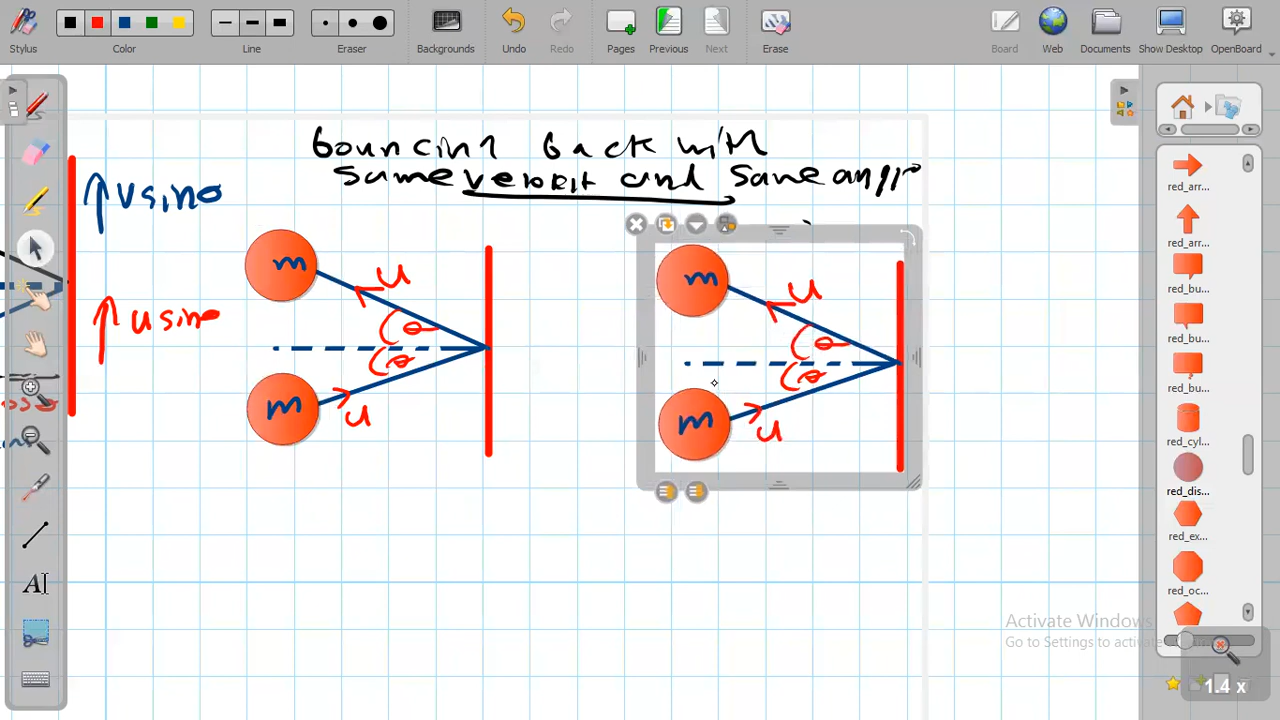 Stylus
Color
Line
Eraser
Backgrounds
Undo
Redo
Pages
Previous
Next
Erase
Board
Web
Documents
Show Desktop
OpenBoard
bouncing back with
same and same
v sinθ
u sinθ
m
u
θ
θ
m
u
m
u
θ
θ
m
u
red_arr...
red_arr...
red_bu...
red_bu...
red_bu...
red_cyl...
red_dis...
red_ex...
red_oc...
Activate Windows
Go to Settings to activate
1.4 x